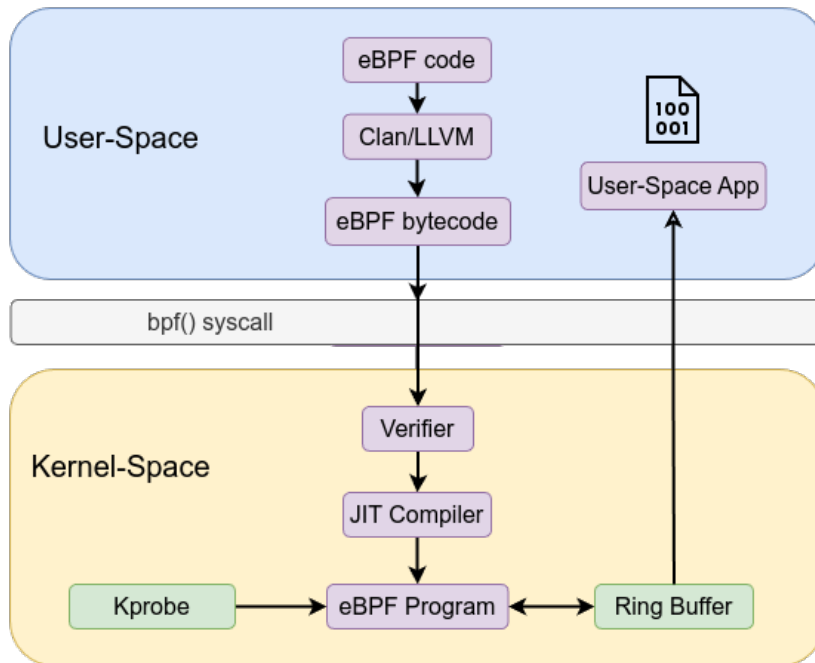 eBPF code
100
001
User-Space
Clan/LLVM
User-Space App
eBPF bytecode
bpf() syscall
Verifier
Kernel-Space
JIT Compiler
Kprobe
eBPF Program
Ring Buffer